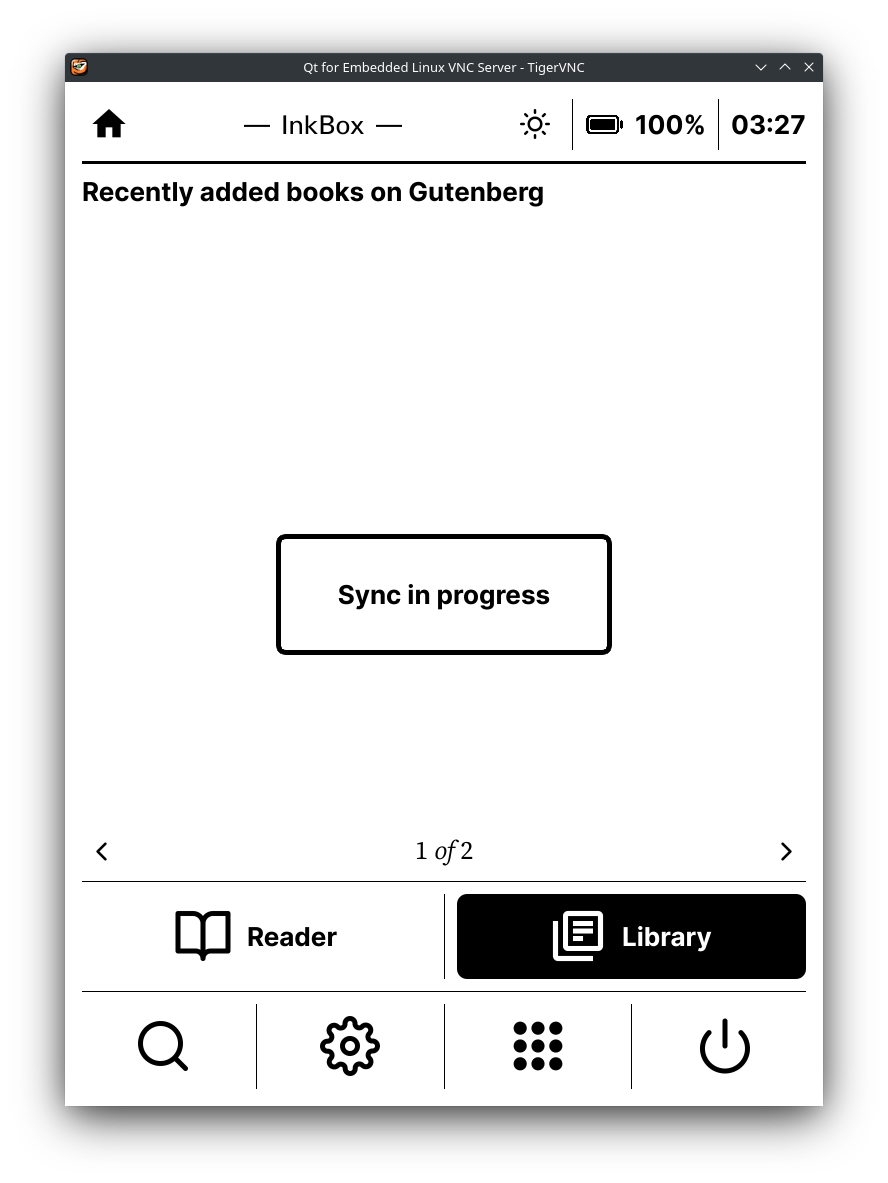 Qt for Embedded Linux VNC Server - TigerVNC
— InkBox —
100%
03:27
Recently added books on Gutenberg
Sync in progress
1 of 2
Reader
Library